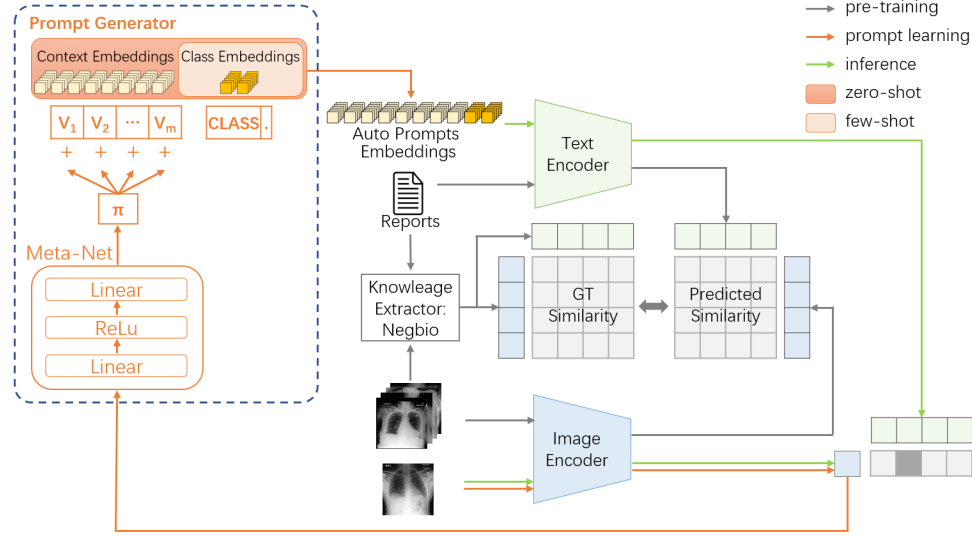 Prompt Generator
Context Embeddings
Class Embeddings
V1 V2 ··· Vm
CLASS .
+ + + +
π
Meta-Net
Linear
ReLu
Linear
Auto Prompts
Embeddings
Reports
Knowleage
Extractor:
Negbio
Text
Encoder
GT
Similarity
Predicted
Similarity
Image
Encoder
pre-training
prompt learning
inference
zero-shot
few-shot